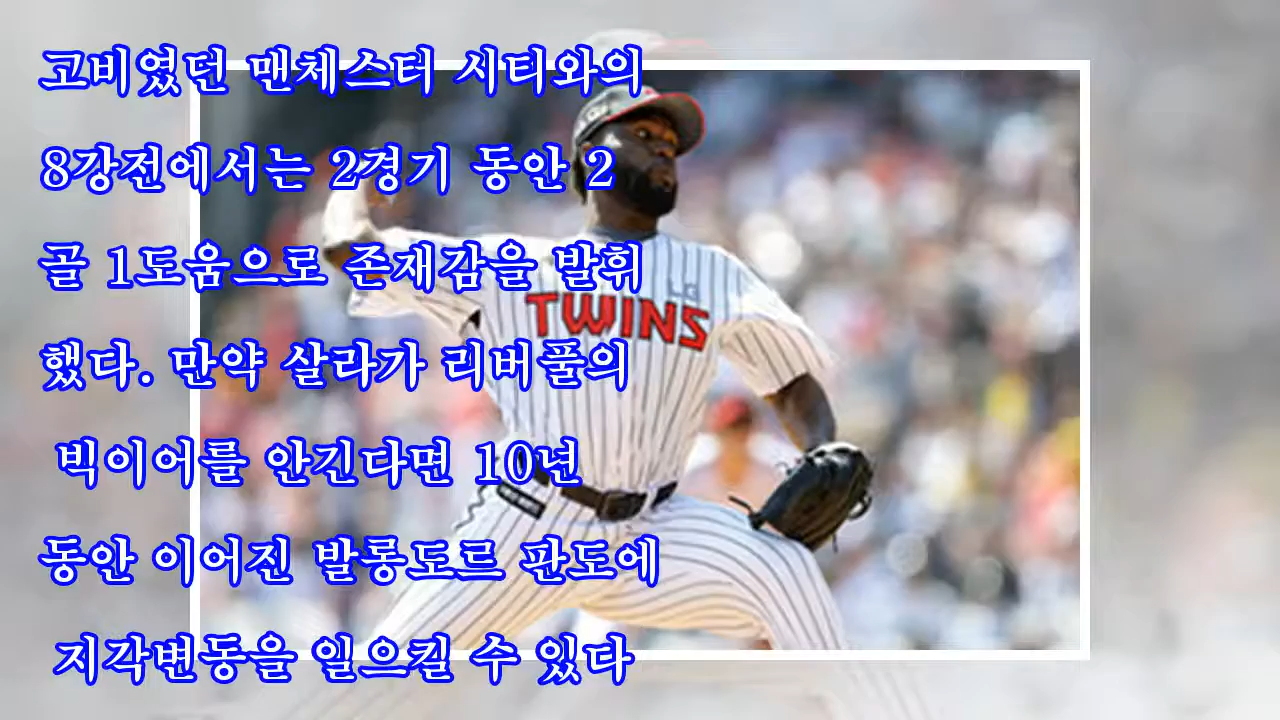 고비였던 맨체스터 시티와의
8강전에서는 2경기 동안 2
골 1도움으로 존재감을 발휘
했다. 만약 살라가 리버풀의
빅이어를 안긴다면 10년
동안 이어진 발롱도르 판도에
지각변동을 일으킬 수 있다
LG
TWINS